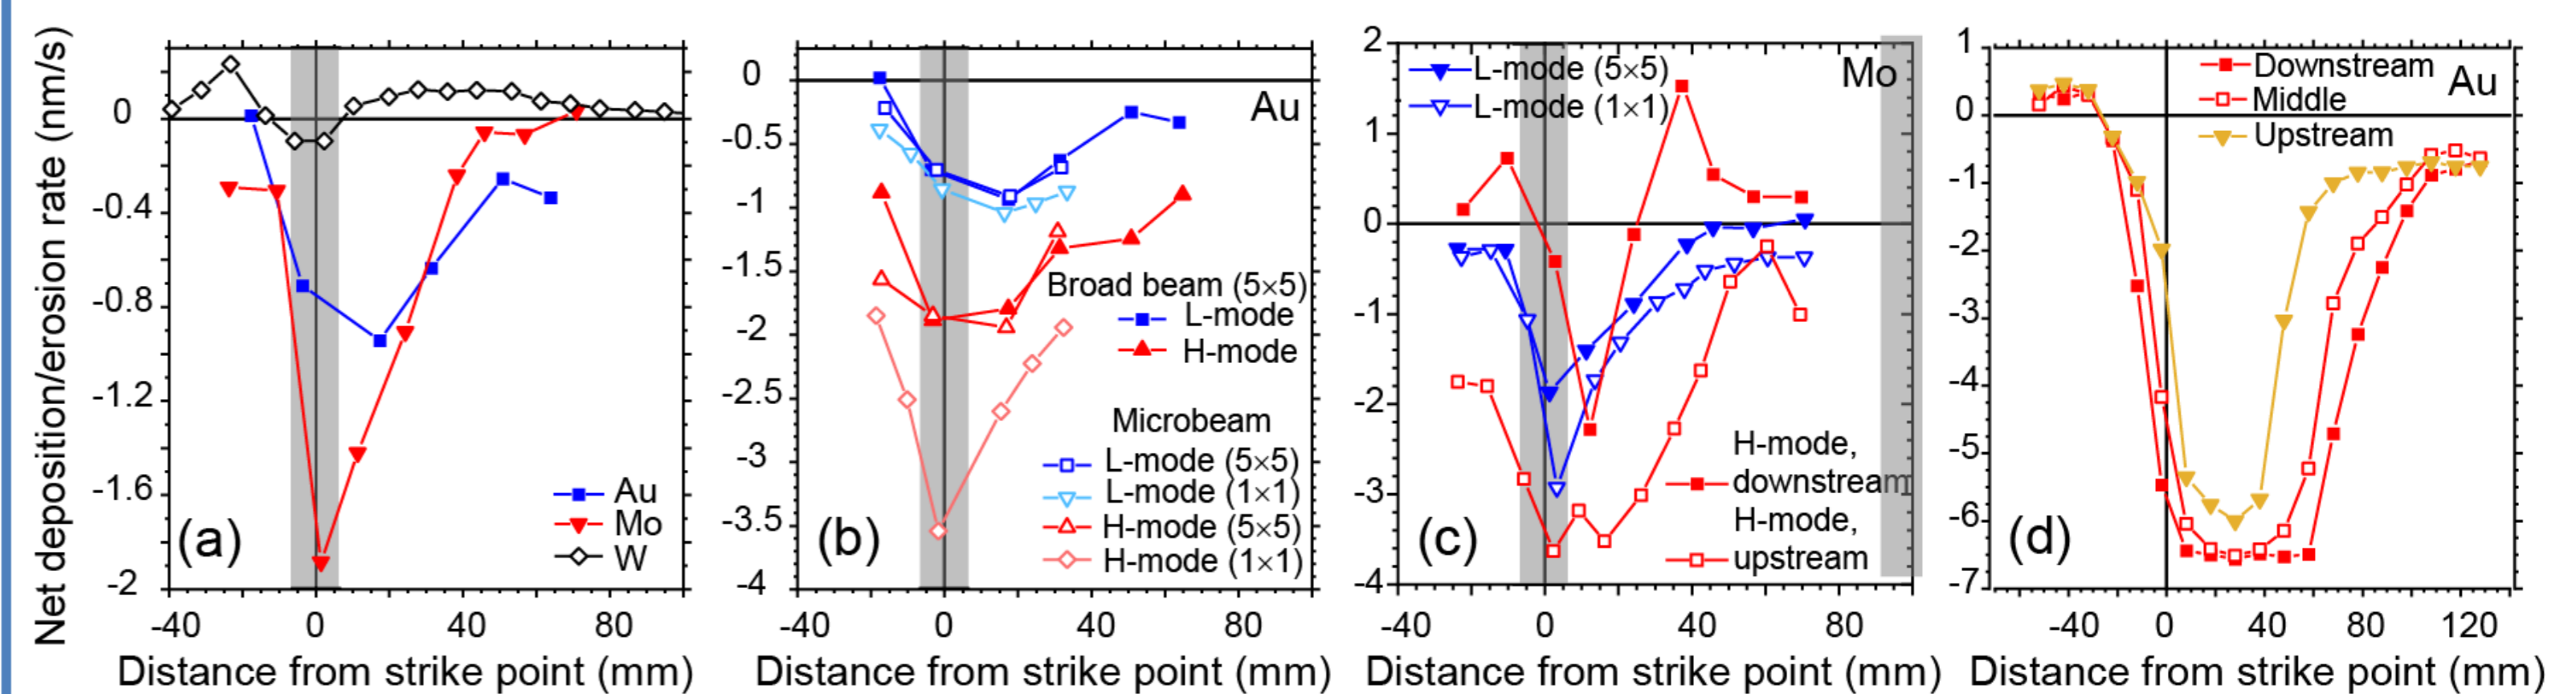 Net deposition/erosion rate (nm/s)
0
-0.4
-0.8
-1.2
-1.6
-2
-40 0 40 80
Distance from strike point (mm)
(a)
Au
Mo
W
0
-0.5
-1
-1.5
-2
-2.5
-3
-3.5
-4
-40 0 40 80
Distance from strike point (mm)
(b)
Au
Broad beam (5×5)
L-mode
H-mode
Microbeam
L-mode (5×5)
L-mode (1×1)
H-mode (5×5)
H-mode (1×1)
2
1
0
-1
-2
-3
-4
-40 0 40 80
Distance from strike point (mm)
(c)
Mo
L-mode (5×5)
L-mode (1×1)
H-mode,
downstream
H-mode,
upstream
1
0
-1
-2
-3
-4
-5
-6
-7
-40 0 40 80 120
Distance from strike point (mm)
(d)
Au
Downstream
Middle
Upstream